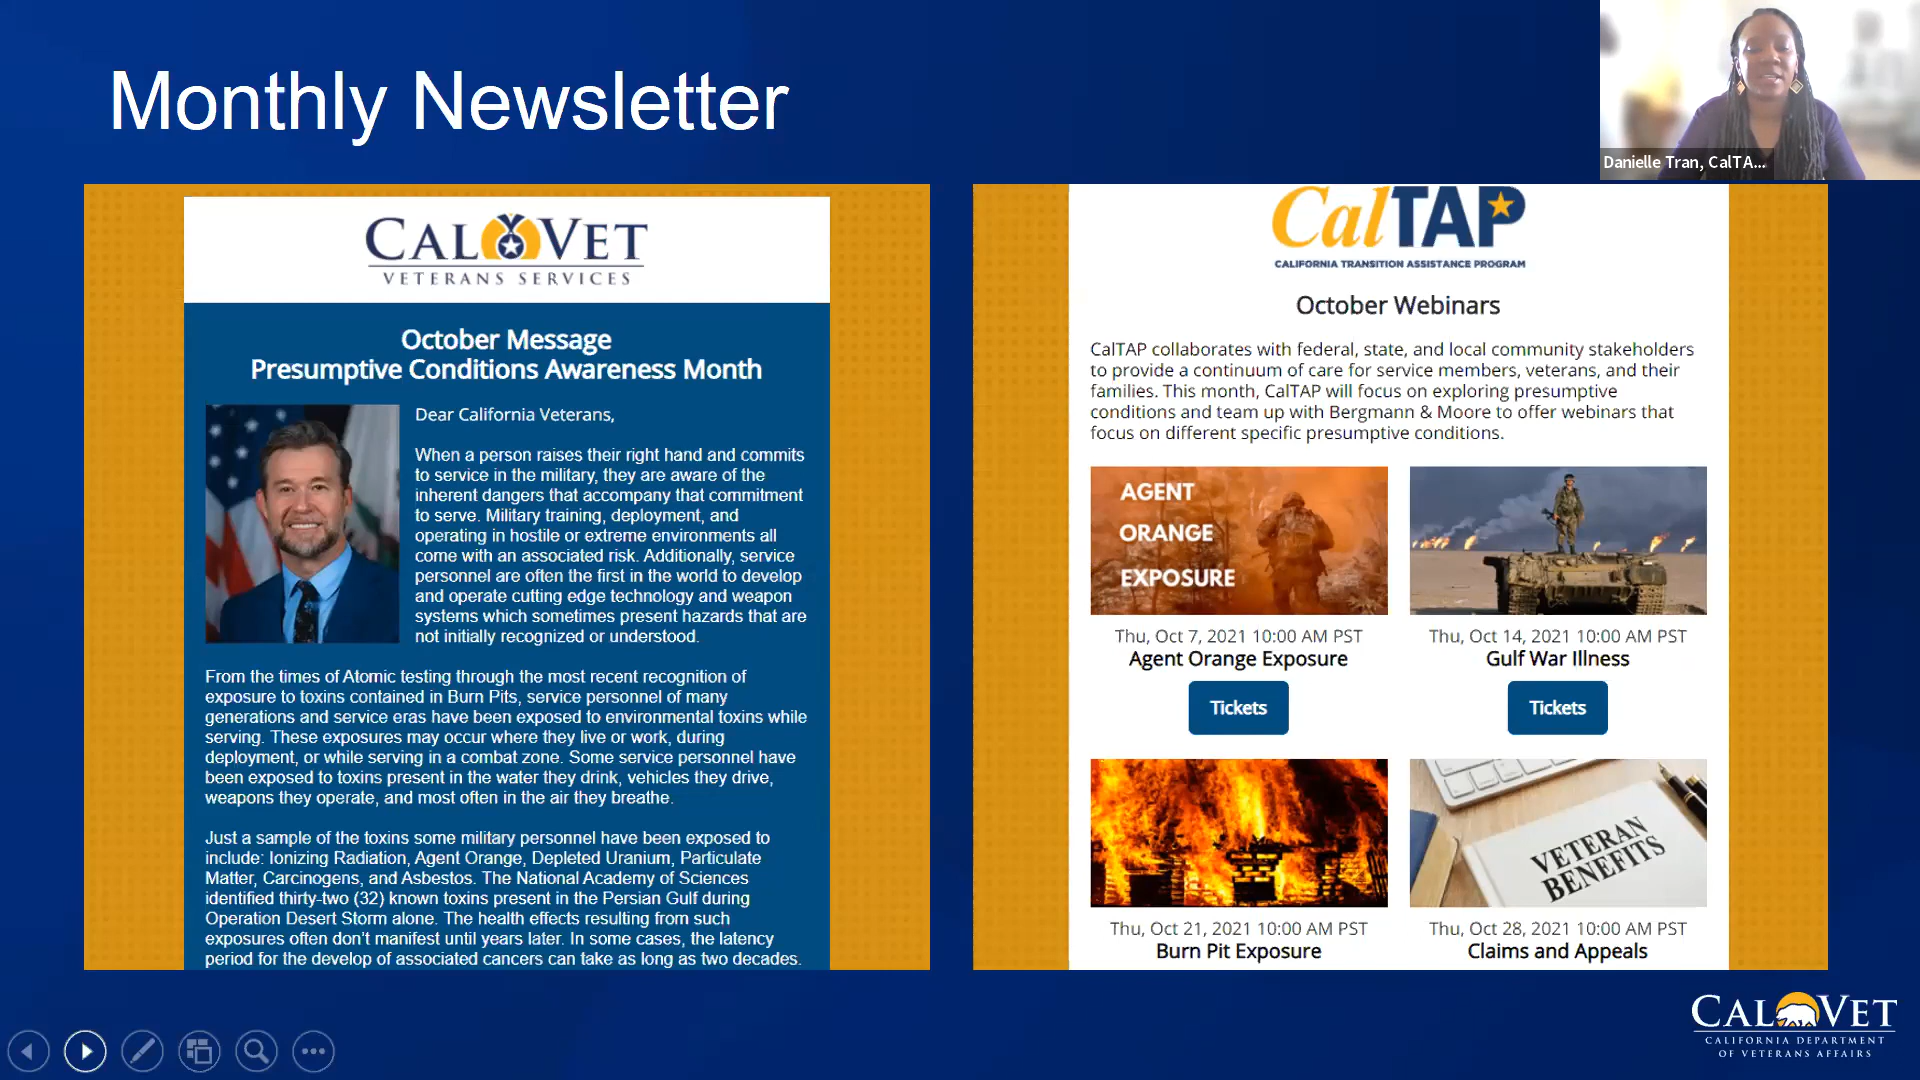 Monthly Newsletter
Danielle Tran, CalTA...
CALVET
VETERANS SERVICES
October Message
Presumptive Conditions Awareness Month
Dear California Veterans,
When a person raises their right hand and commits
to service in the military, they are aware of the
inherent dangers that accompany that commitment
to serve. Military training, deployment, and
operating in hostile or extreme environments all
come with an associated risk. Additionally, service
personnel are often the first in the world to develop
and operate cutting edge technology and weapon
systems which sometimes present hazards that are
not initially recognized or understood.
From the times of Atomic testing through the most recent recognition of
exposure to toxins contained in Burn Pits, service personnel of many
generations and service eras have been exposed to environmental toxins while
serving. These exposures may occur where they live or work, during
deployment, or while serving in a combat zone. Some service personnel have
been exposed to toxins present in the water they drink, vehicles they drive,
weapons they operate, and most often in the air they breathe.
Just a sample of the toxins some military personnel have been exposed to
include: Ionizing Radiation, Agent Orange, Depleted Uranium, Particulate
Matter, Carcinogens, and Asbestos. The National Academy of Sciences
identified thirty-two (32) known toxins present in the Persian Gulf during
Operation Desert Storm alone. The health effects resulting from such
exposures often don't manifest until years later. In some cases, the latency
period for the develop of associated cancers can take as long as two decades.
CalTAP
CALIFORNIA TRANSITION ASSISTANCE PROGRAM
October Webinars
CalTAP collaborates with federal, state, and local community stakeholders
to provide a continuum of care for service members, veterans, and their
families. This month, CalTAP will focus on exploring presumptive
conditions and team up with Bergmann & Moore to offer webinars that
focus on different specific presumptive conditions.
AGENT
ORANGE
EXPOSURE
Thu, Oct 7, 2021 10:00 AM PST
Agent Orange Exposure
Tickets
Thu, Oct 14, 2021 10:00 AM PST
Gulf War Illness
Tickets
VETERAN
BENEFITS
Thu, Oct 21, 2021 10:00 AM PST
Burn Pit Exposure
Thu, Oct 28, 2021 10:00 AM PST
Claims and Appeals
CALVET
CALIFORNIA DEPARTMENT
OF VETERANS AFFAIRS